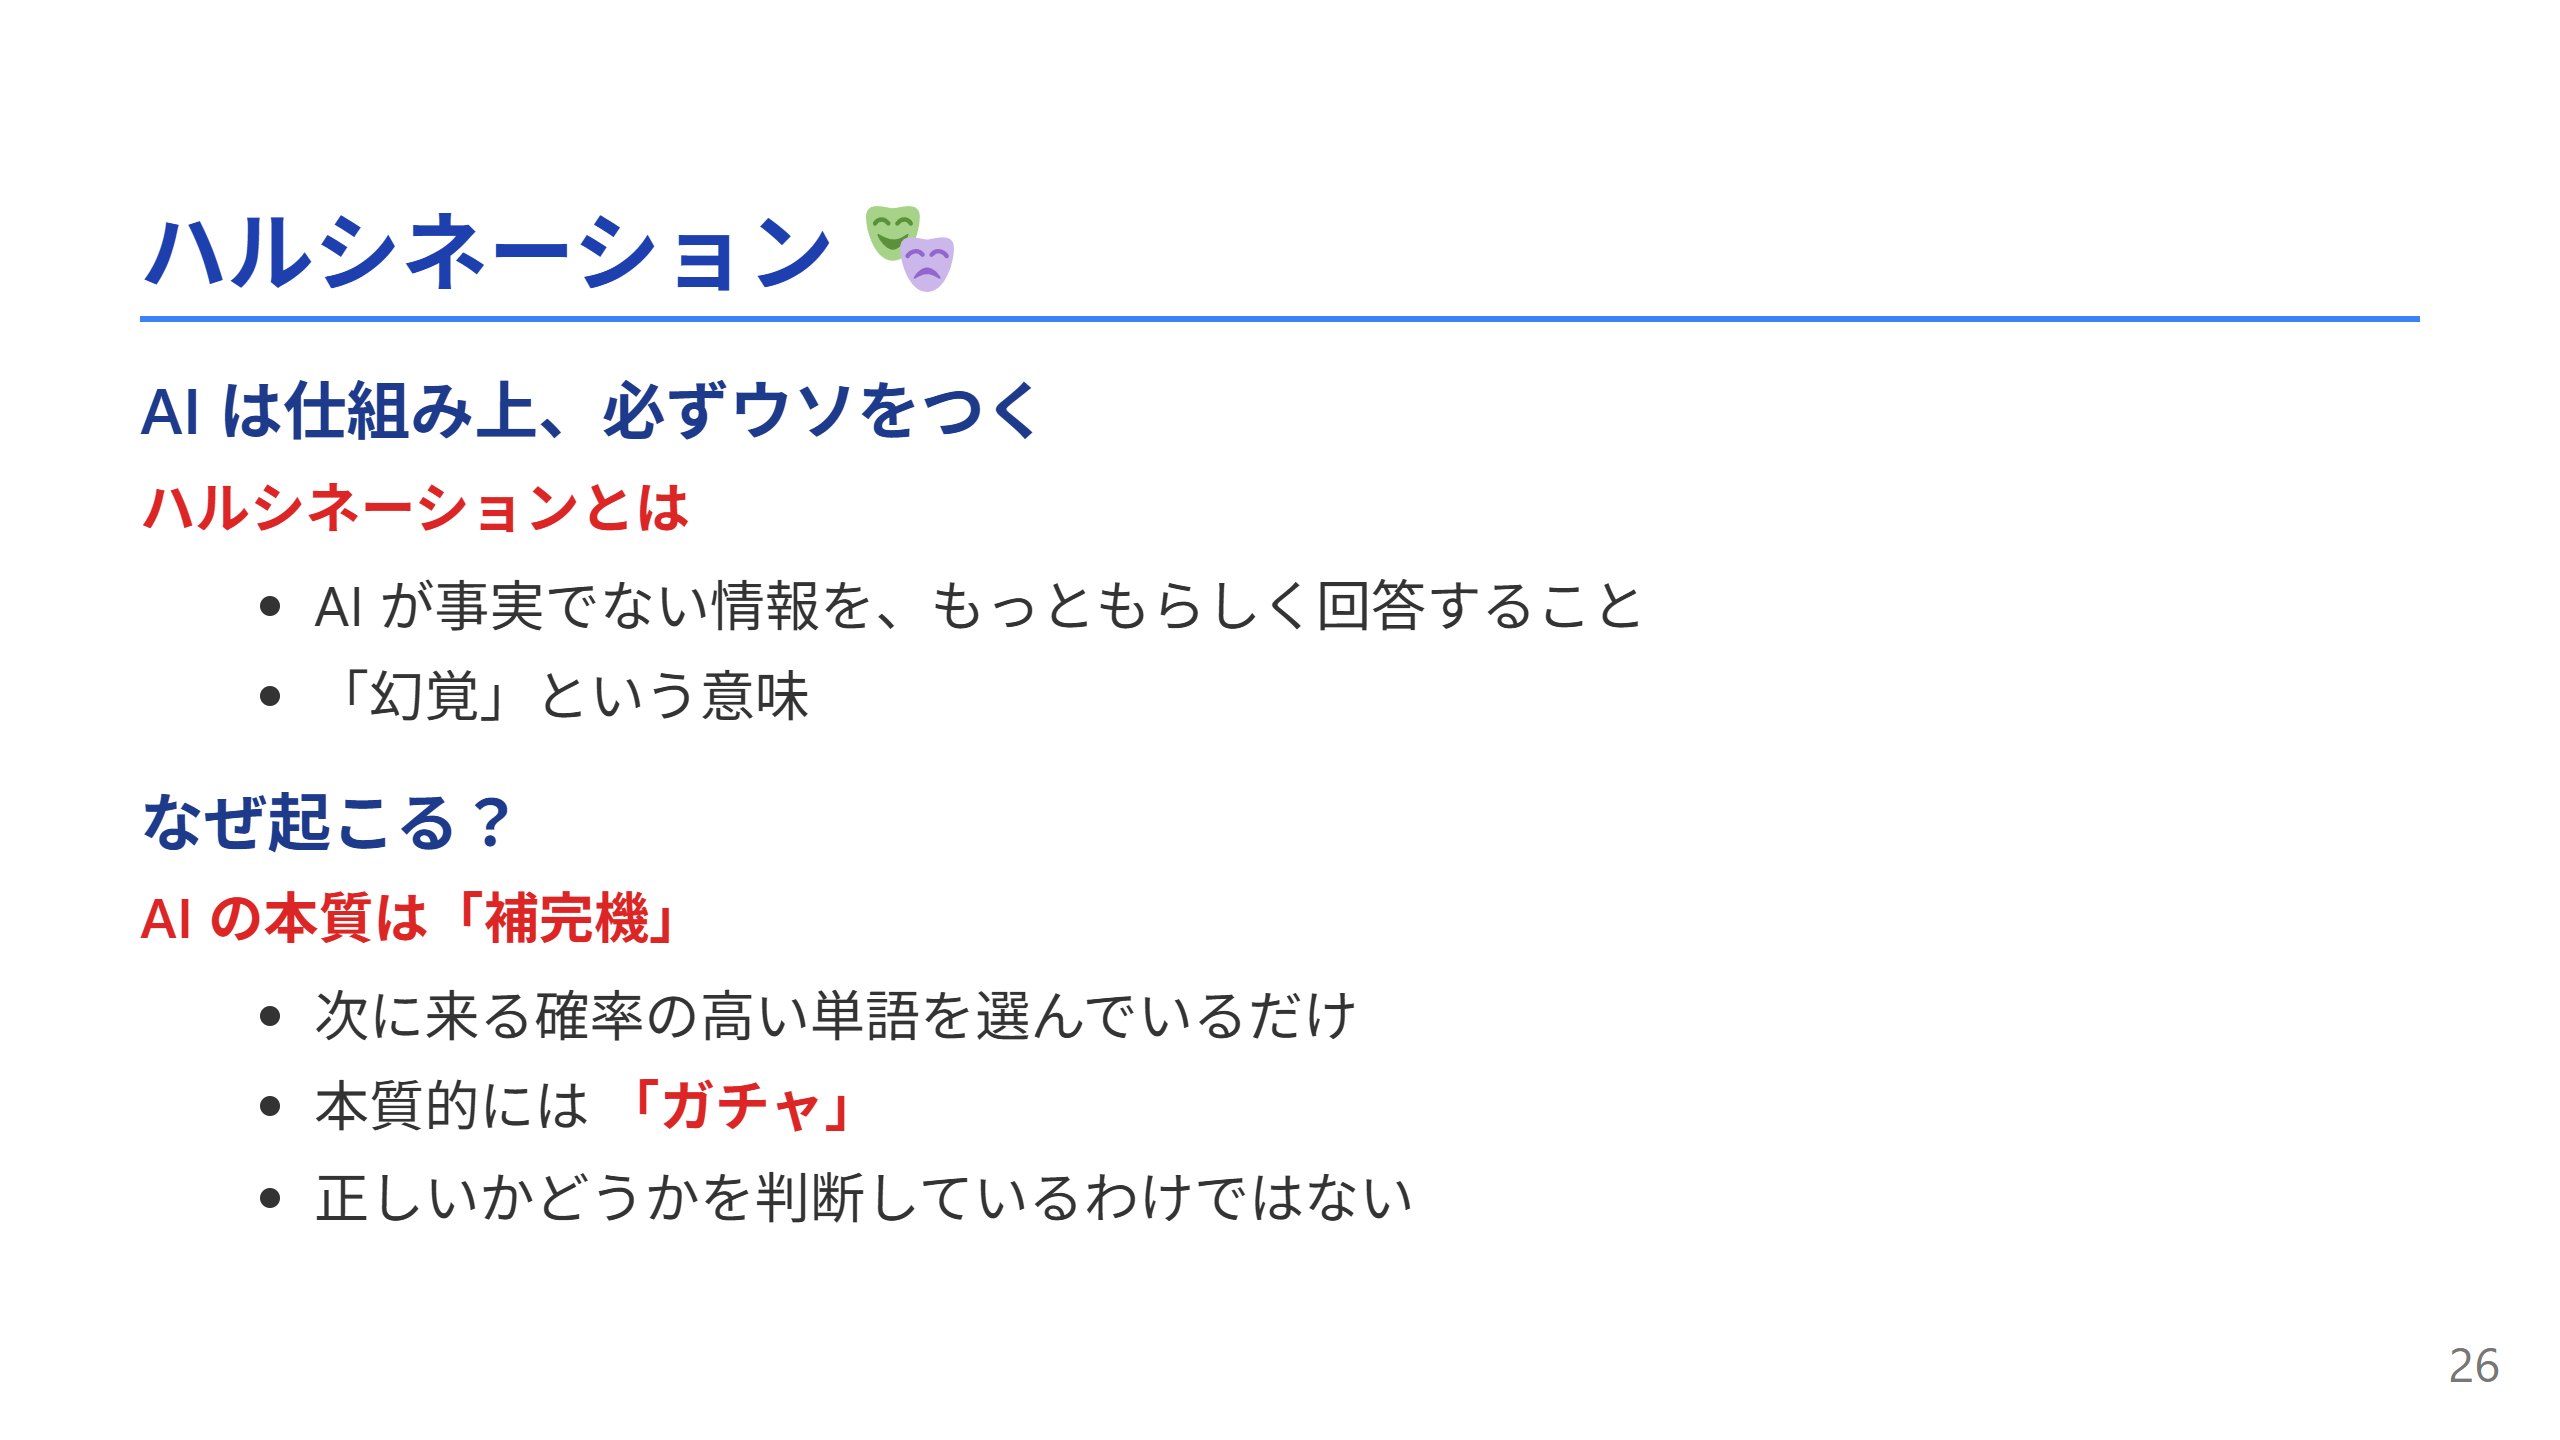 ハルシネーション 🎭
AI は仕組み上、必ずウソをつく
ハルシネーションとは
• AI が事実でない情報を、もっともらしく回答すること
• 「幻覚」という意味
なぜ起こる？
AI の本質は「補完機」
• 次に来る確率の高い単語を選んでいるだけ
• 本質的には 「ガチャ」
• 正しいかどうかを判断しているわけではない
26